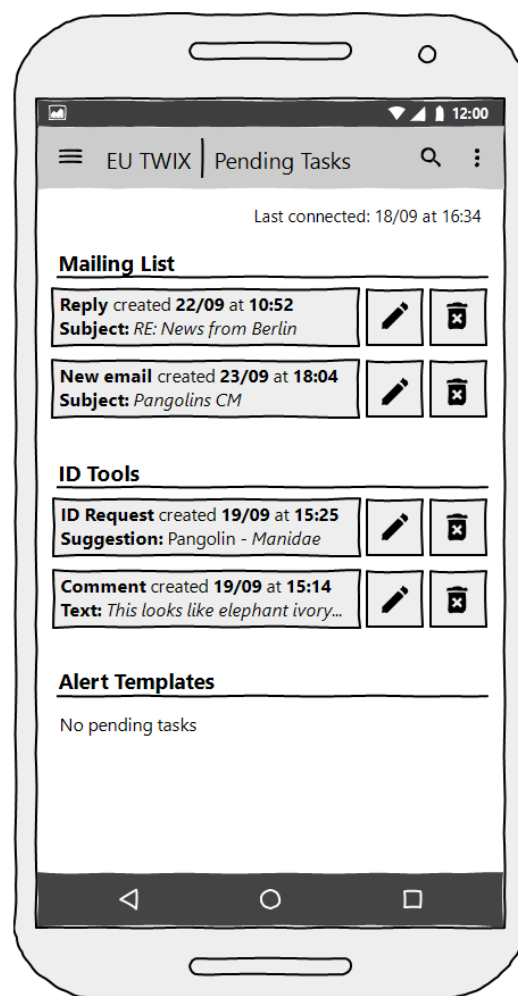 12:00
EU TWIX | Pending Tasks
Last connected: 18/09 at 16:34
Mailing List
Reply created 22/09 at 10:52
Subject: RE: News from Berlin
New email created 23/09 at 18:04
Subject: Pangolins CM
ID Tools
ID Request created 19/09 at 15:25
Suggestion: Pangolin - Manidae
Comment created 19/09 at 15:14
Text: This looks like elephant ivory...
Alert Templates
No pending tasks